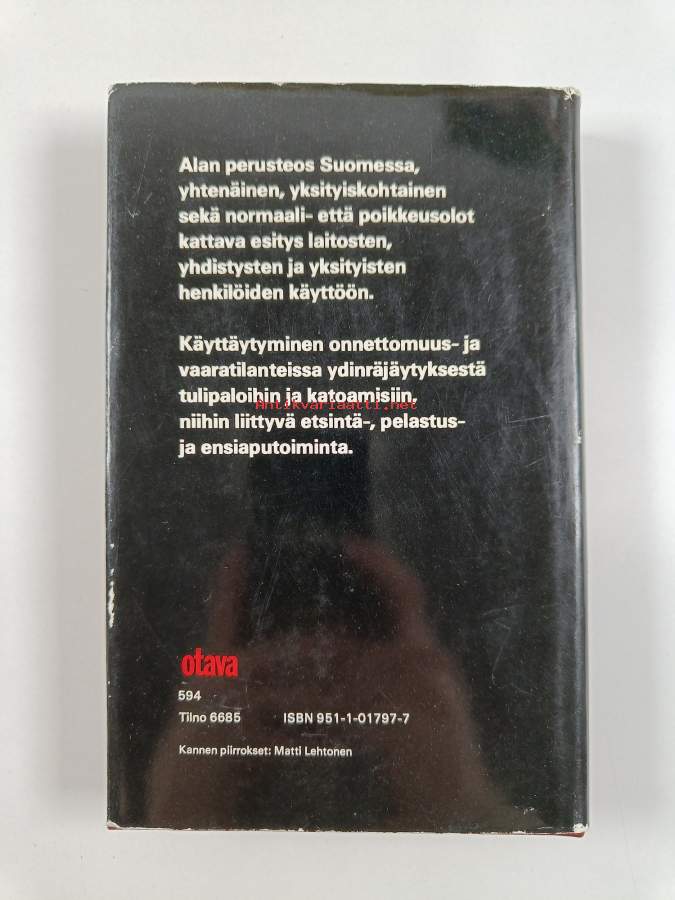 Alan perusteos Suomessa,
yhtenäinen, yksityiskohtainen
sekä normaali- että poikkeusolot
kattava esitys laitosten,
yhdistysten ja yksityisten
henkilöiden käyttöön.
Käyttäytyminen onnettomuus- ja
vaaratilanteissa ydinräjäytyksestä
tulipaloihin ja katoamisiin,
Antikvariaatti.net
niihin liittyvä etsintä-, pelastus-
ja ensiaputoiminta.
otava
594
Tilno 6685 ISBN 951-1-01797-7
Kannen piirrokset: Matti Lehtonen